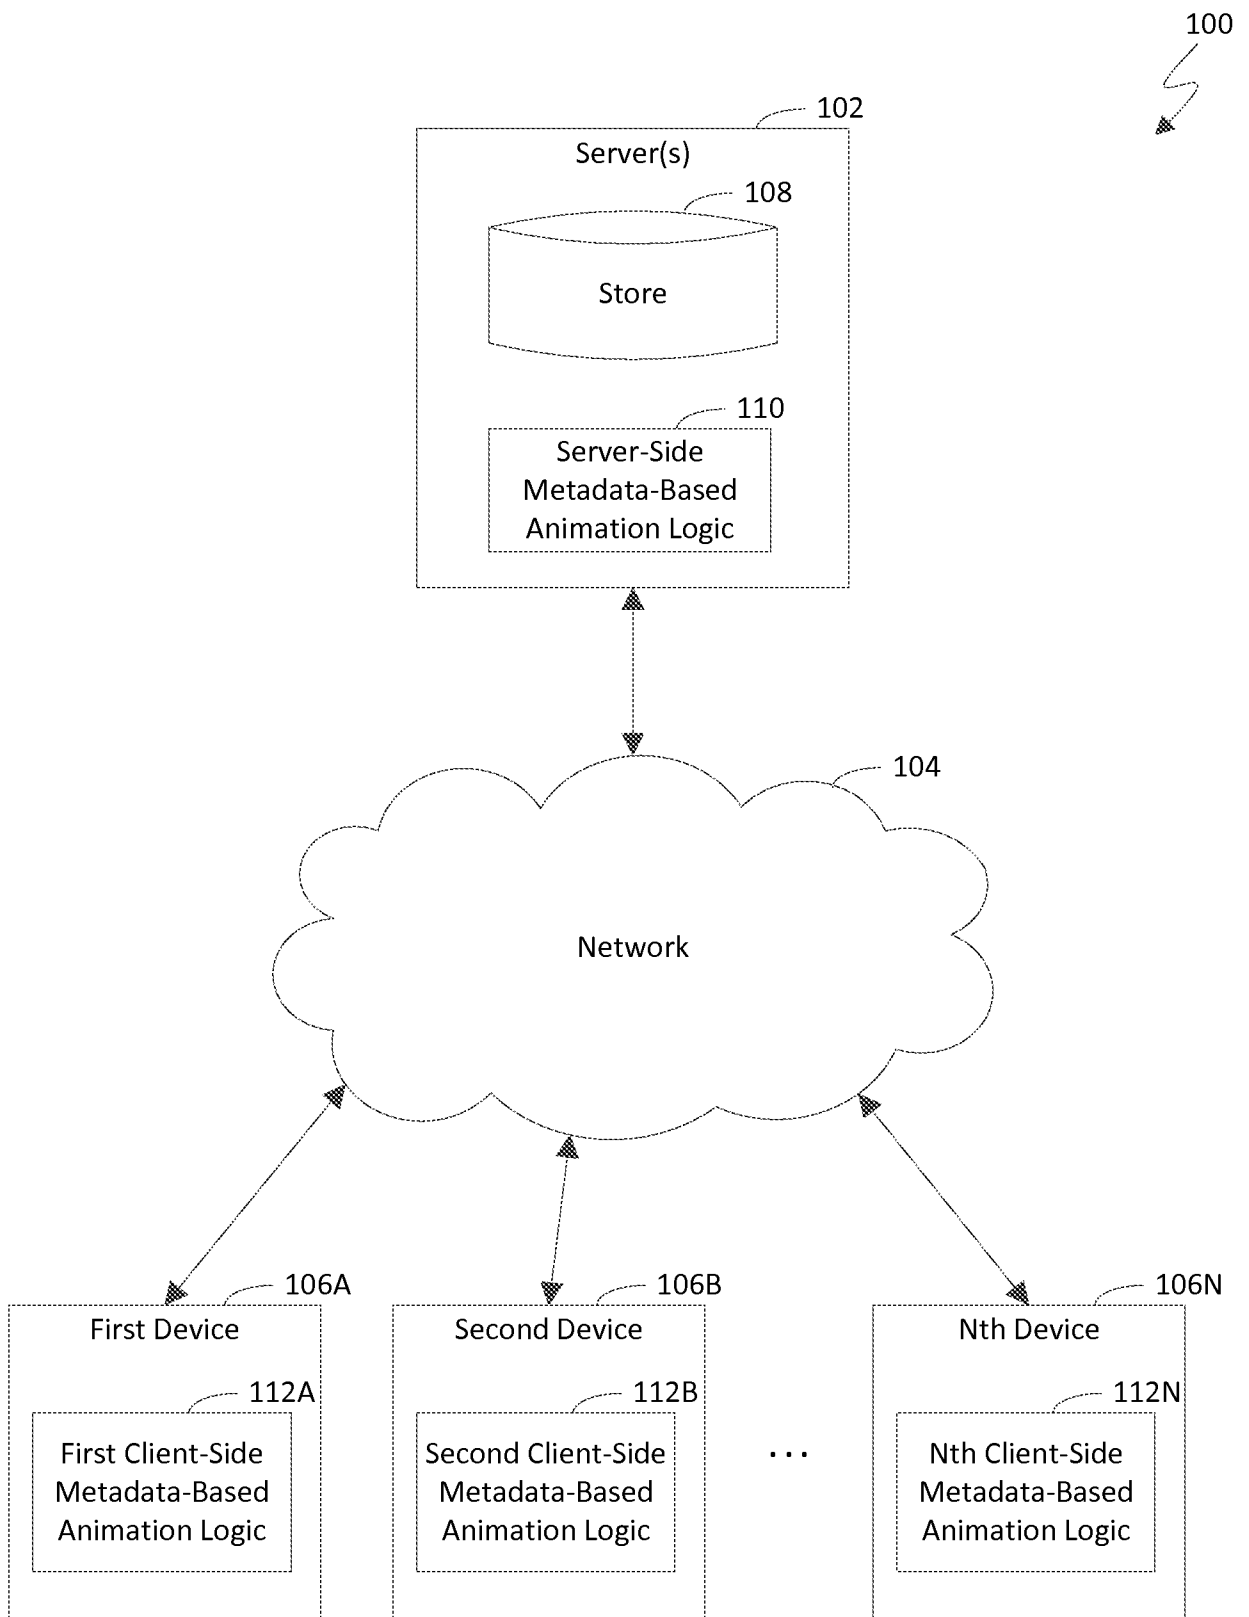 100
102
Server(s)
108
Store
110
Server-Side
Metadata-Based
Animation Logic
104
Network
106A
First Device
112A
First Client-Side
Metadata-Based
Animation Logic
106B
Second Device
112B
Second Client-Side
Metadata-Based
Animation Logic
...
106N
Nth Device
112N
Nth Client-Side
Metadata-Based
Animation Logic